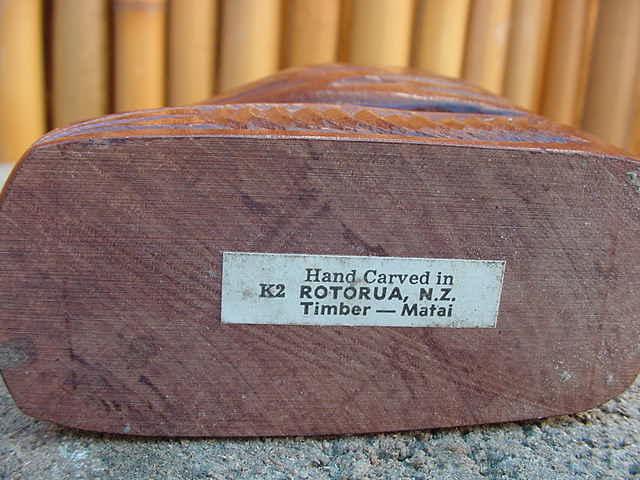 Hand Carved in
K2 ROTORUA, N.Z.
Timber — Matai